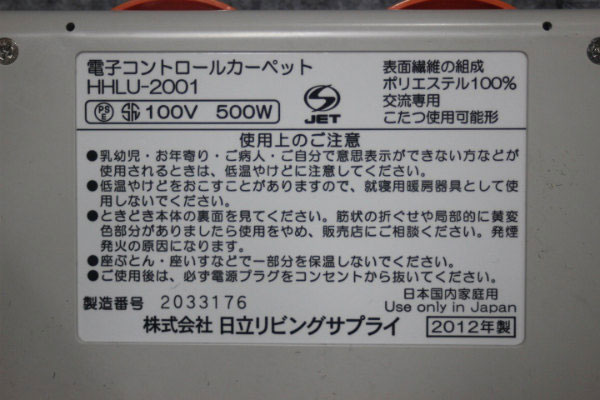 電子コントロールカーペット
HHLU-2001
PS E 100V 500W
JET
表面繊維の組成
ポリエステル100%
交流専用
こたつ使用可能形
使用上のご注意
●乳幼児・お年寄り・ご病人・ご自分で意思表示ができない方などが
使用されるときは、低温やけどに注意してください。
●低温やけどをおこすことがありますので、就寝用暖房器具として使用
しないでください。
●ときどき本体の裏面を見てください。筋状の折ぐせや局部的に黄変
色部分がありましたら使用をやめ、販売店にご相談ください。発煙
発火の原因になります。
●座ぶとん・座いすなどで一部分を保温しないでください。
●ご使用後は、必ず電源プラグをコンセントから抜いてください。
製造番号 2033176
日本国内家庭用
Use only in Japan
株式会社 日立リビングサプライ
2012年製